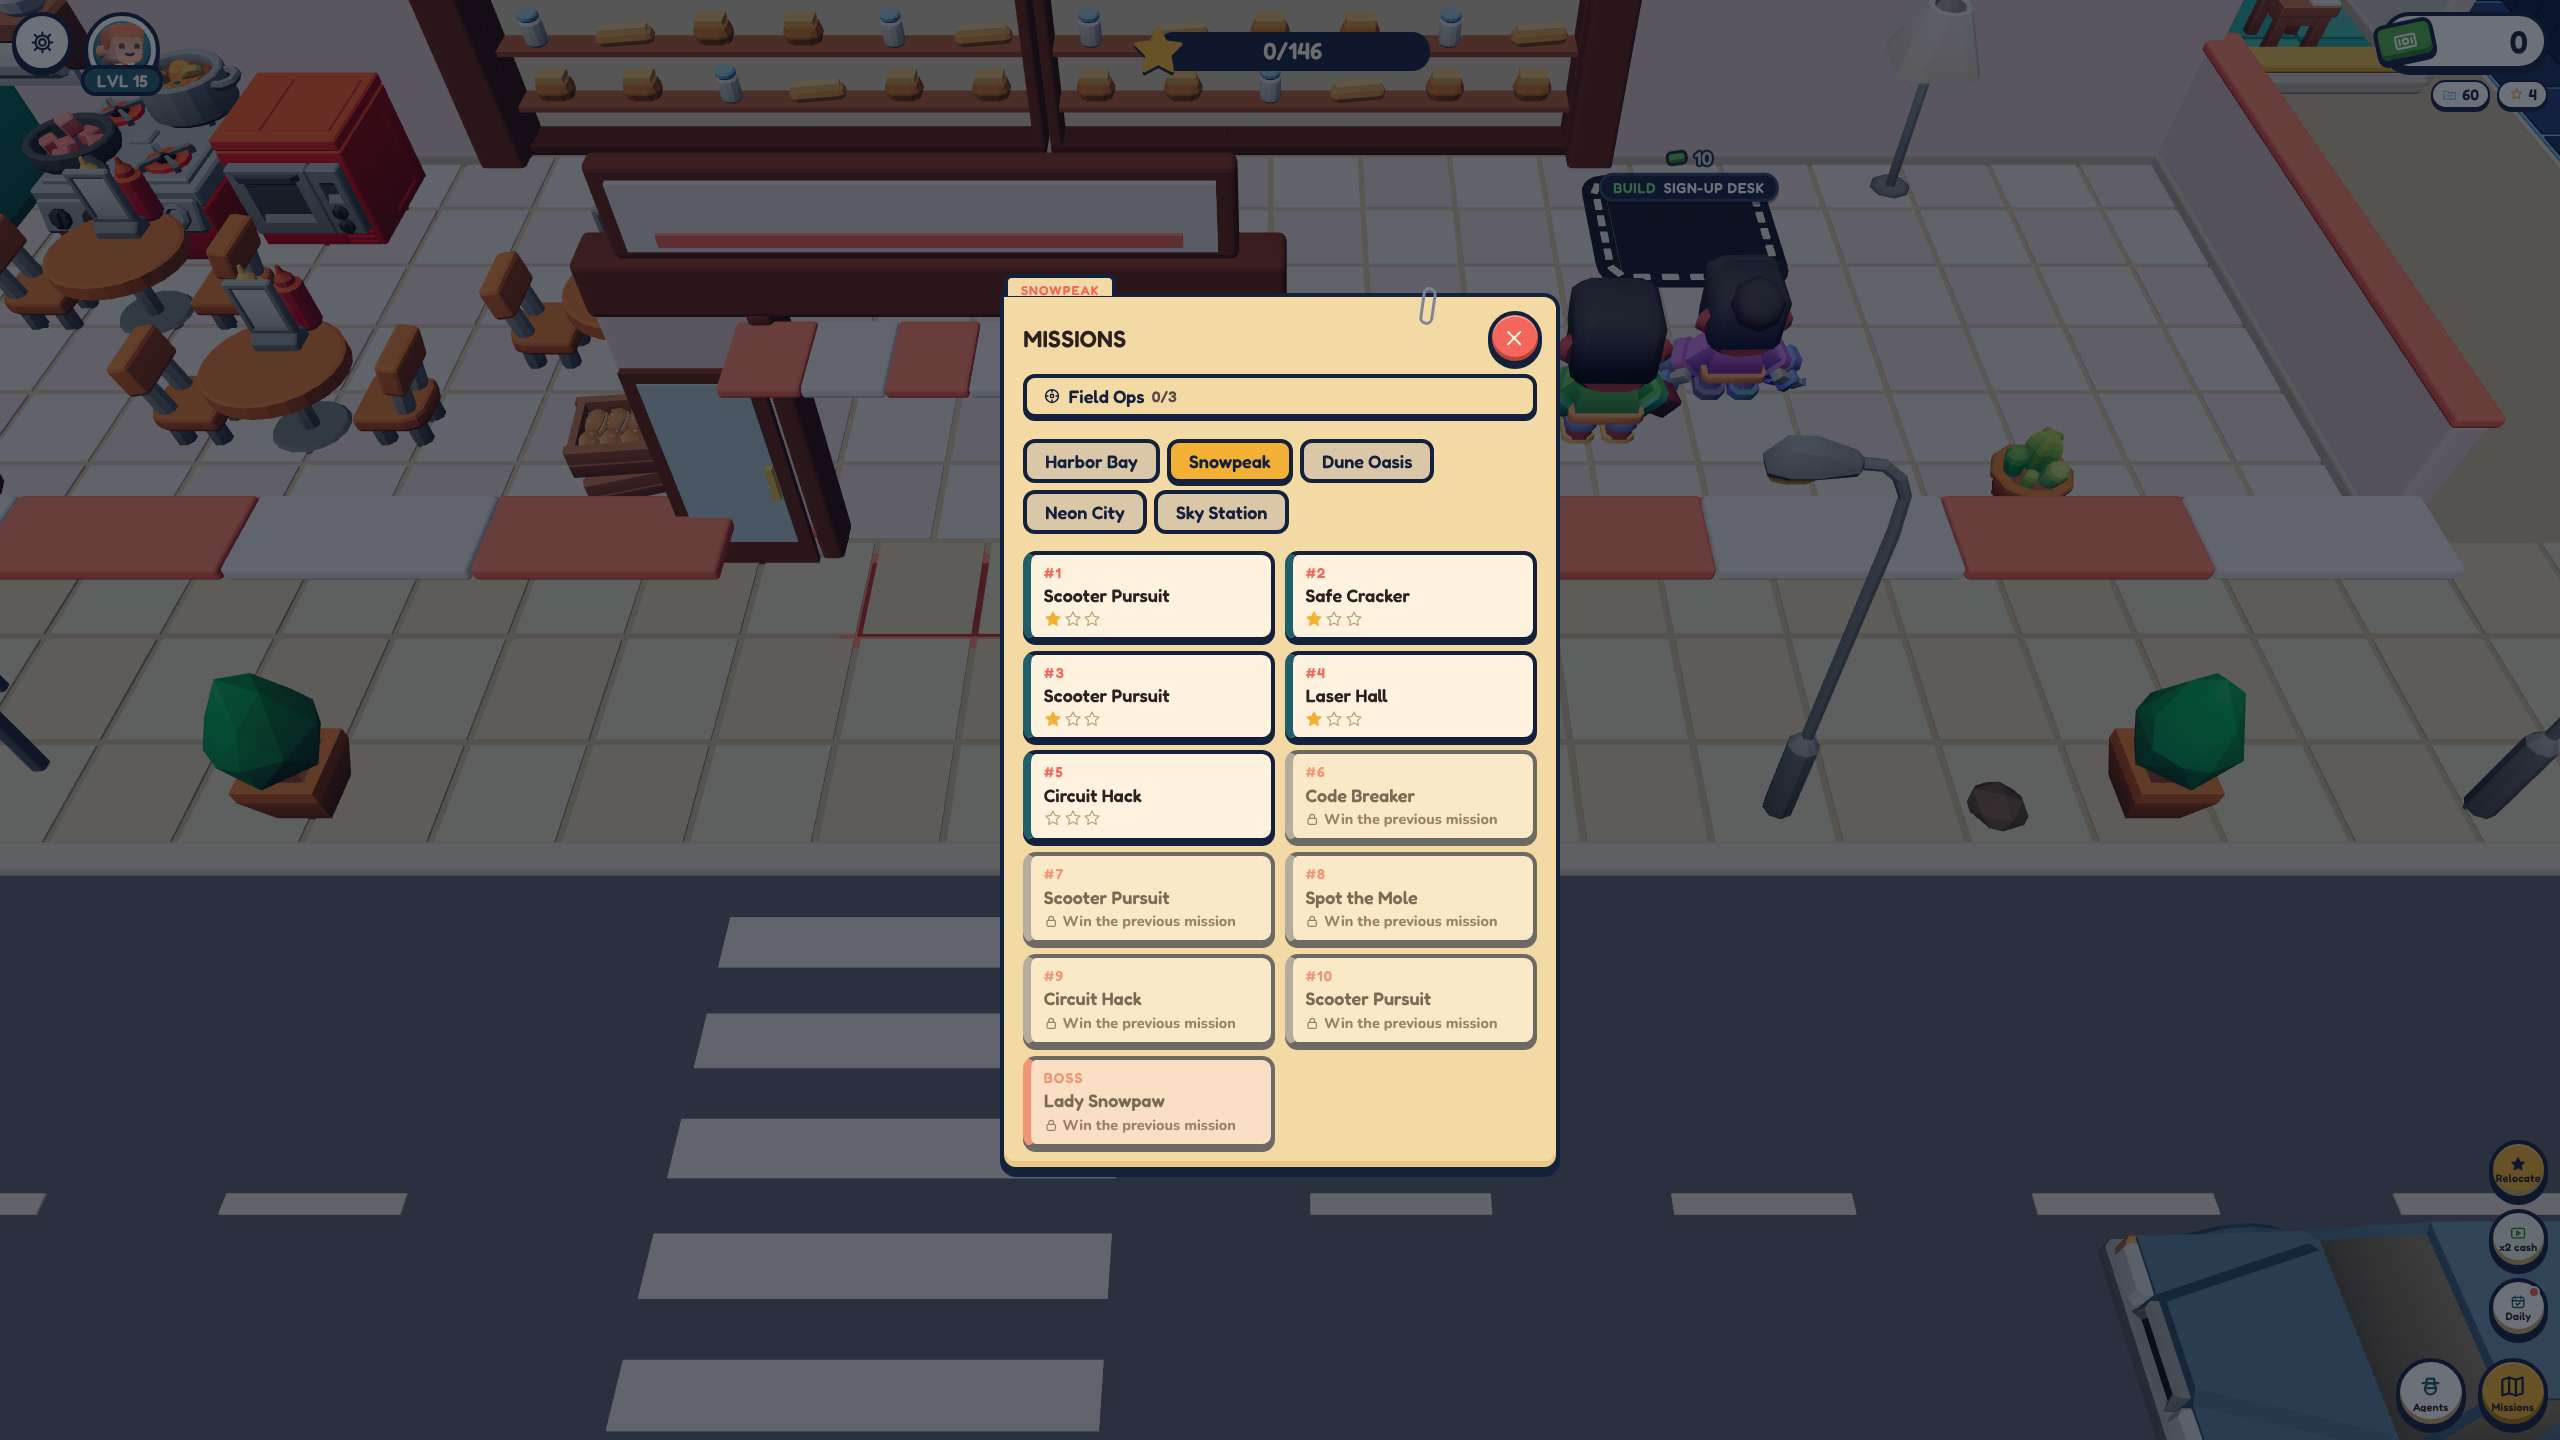 LVL 15
0/146
0
60
4
10
BUILD SIGN-UP DESK
SNOWPEAK
MISSIONS
Field Ops 0/3
Harbor Bay
Snowpeak
Dune Oasis
Neon City
Sky Station
#1
Scooter Pursuit
#2
Safe Cracker
#3
Scooter Pursuit
#4
Laser Hall
#5
Circuit Hack
#6
Code Breaker
Win the previous mission
#7
Scooter Pursuit
Win the previous mission
#8
Spot the Mole
Win the previous mission
#9
Circuit Hack
Win the previous mission
#10
Scooter Pursuit
Win the previous mission
BOSS
Lady Snowpaw
Win the previous mission
Relocate
x2 cash
Daily
Agents
Missions